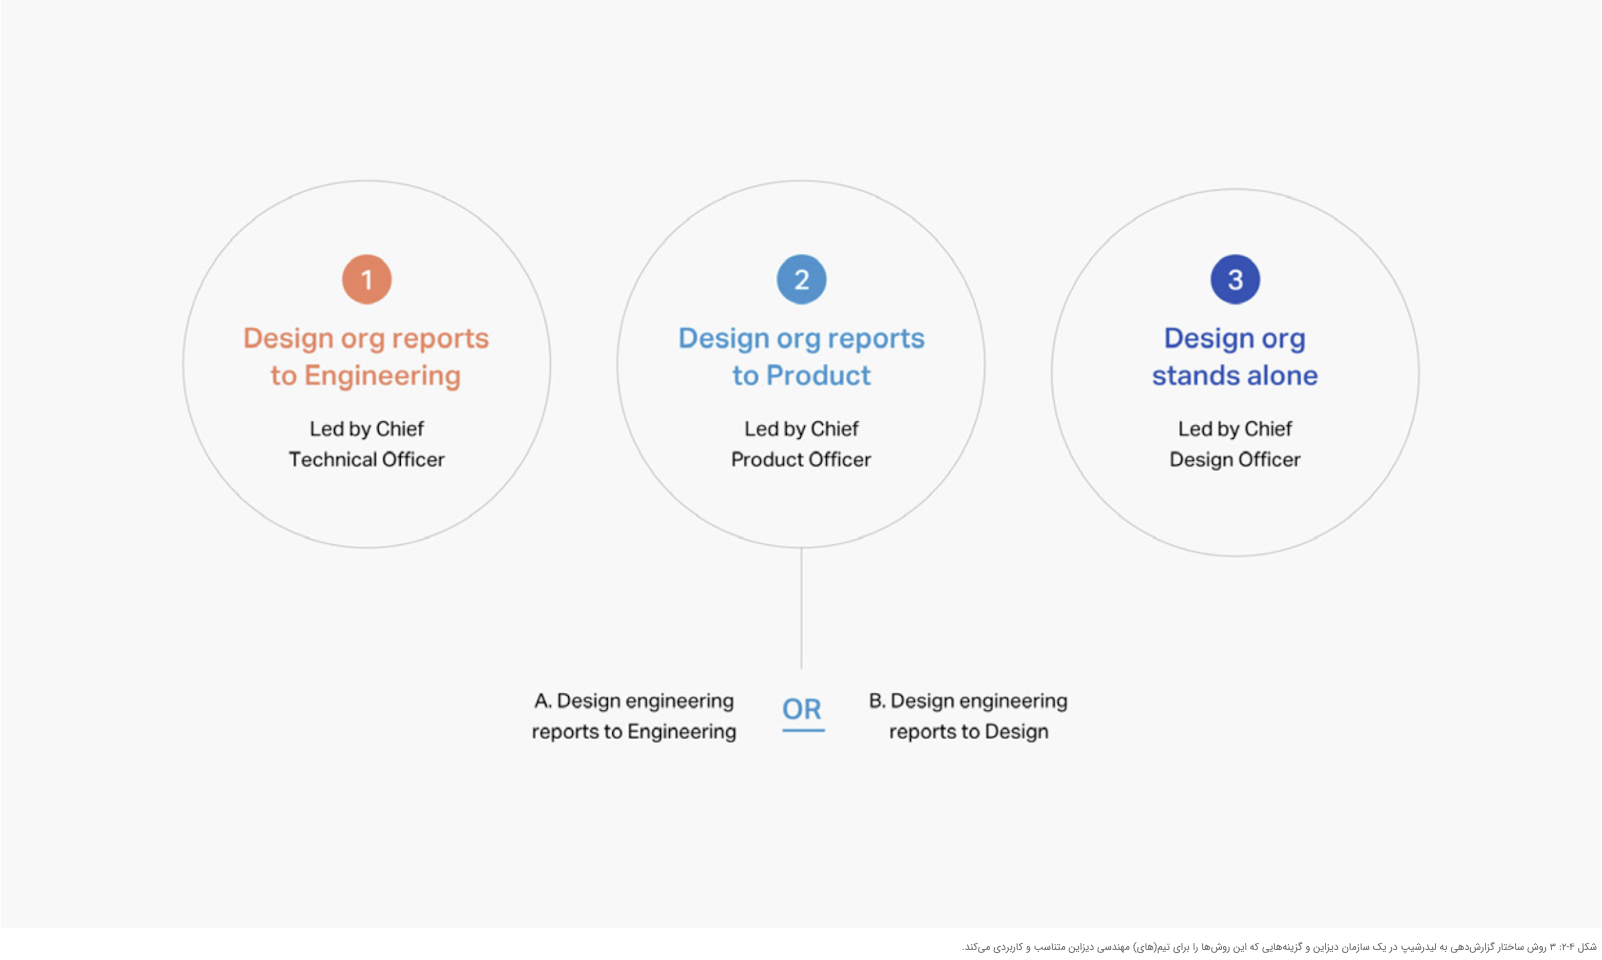 1
Design org reports
to Engineering
Led by Chief
Technical Officer
2
Design org reports
to Product
Led by Chief
Product Officer
3
Design org
stands alone
Led by Chief
Design Officer
A. Design engineering
reports to Engineering
OR
B. Design engineering
reports to Design
شکل ۴-۲: ۳ روش ساختار گزارش‌دهی به لیدرشیپ در یک سازمان دیزاین و گزینه‌هایی که این روش‌ها را برای تیم(های) مهندسی دیزاین متناسب و کاربردی می‌کند.